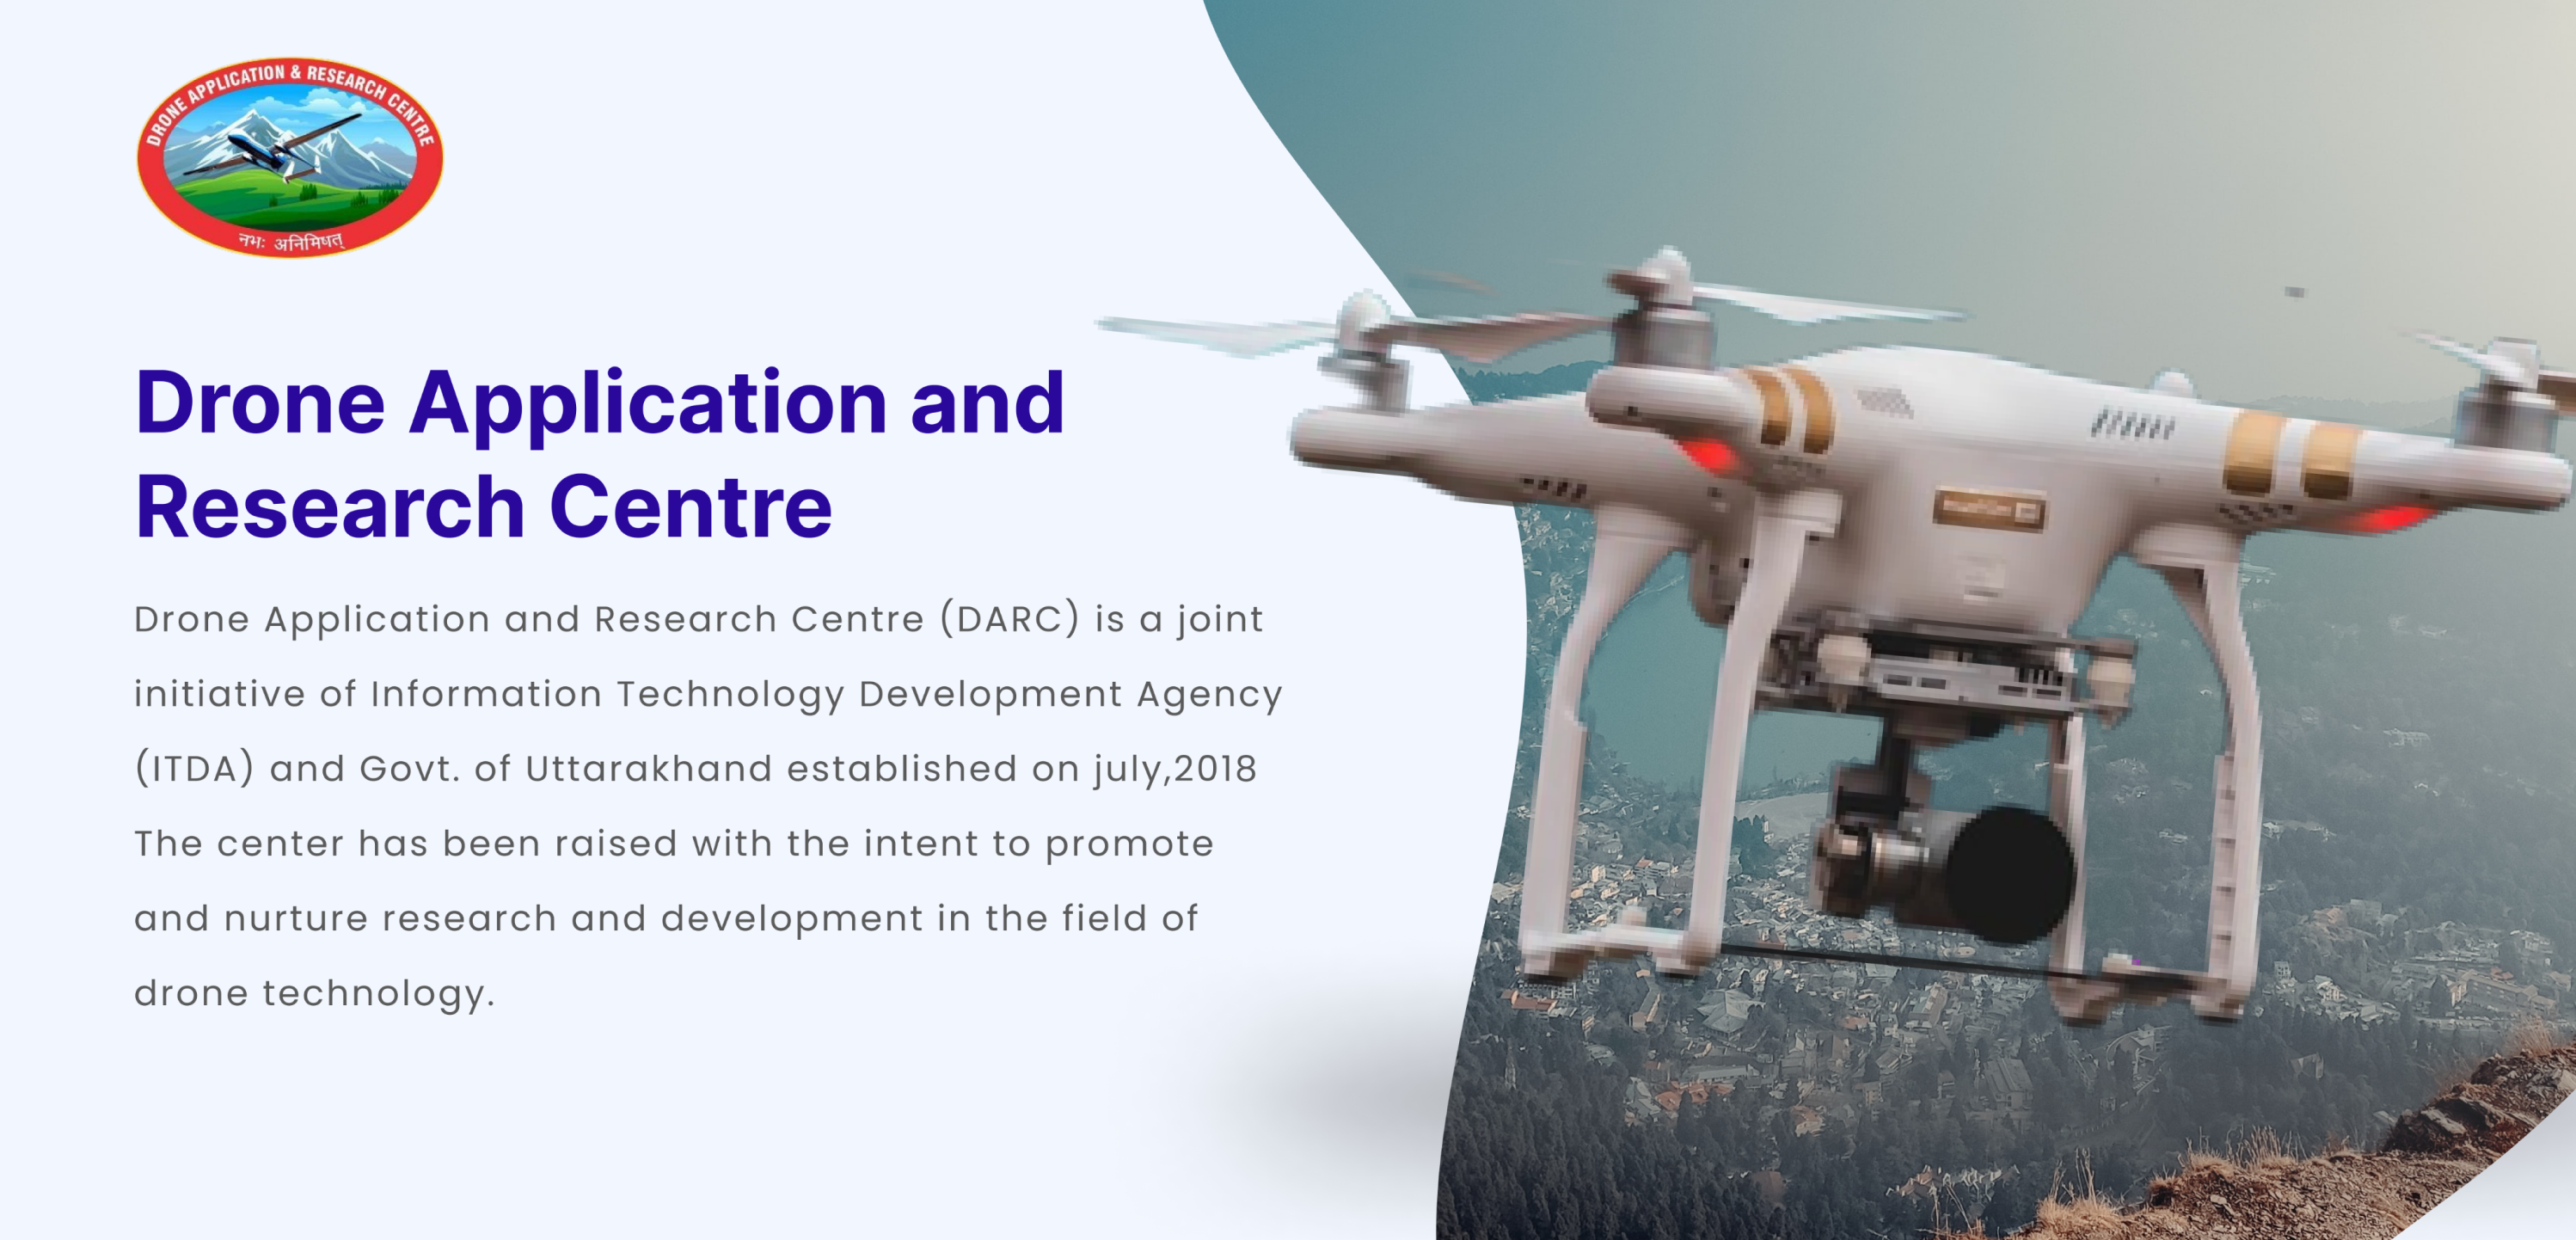 DRONE APPLICATION & RESEARCH CENTRE
नभः अनिमिषत्
Drone Application and
Research Centre
Drone Application and Research Centre (DARC) is a joint
initiative of Information Technology Development Agency
(ITDA) and Govt. of Uttarakhand established on july,2018
The center has been raised with the intent to promote
and nurture research and development in the field of
drone technology.